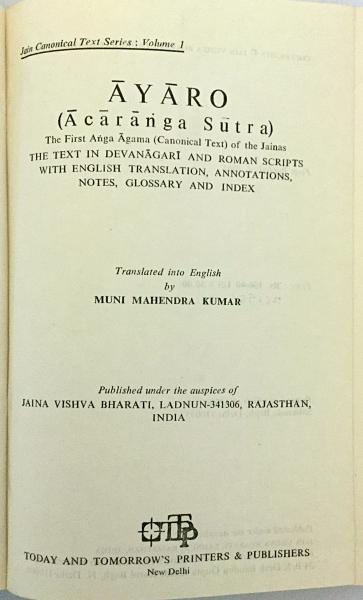 Jain Canonical Text Series : Volume 1
ĀYĀRO
(Ācārāṅga Sūtra)
The First Aṅga Āgama (Canonical Text) of the Jainas
THE TEXT IN DEVANĀGARĪ AND ROMAN SCRIPTS
WITH ENGLISH TRANSLATION, ANNOTATIONS,
NOTES, GLOSSARY AND INDEX
Translated into English
by
MUNI MAHENDRA KUMAR
Published under the auspices of
JAINA VISHVA BHARATI, LADNUN-341306, RAJASTHAN,
INDIA
TODAY AND TOMORROW'S PRINTERS & PUBLISHERS
New Delhi